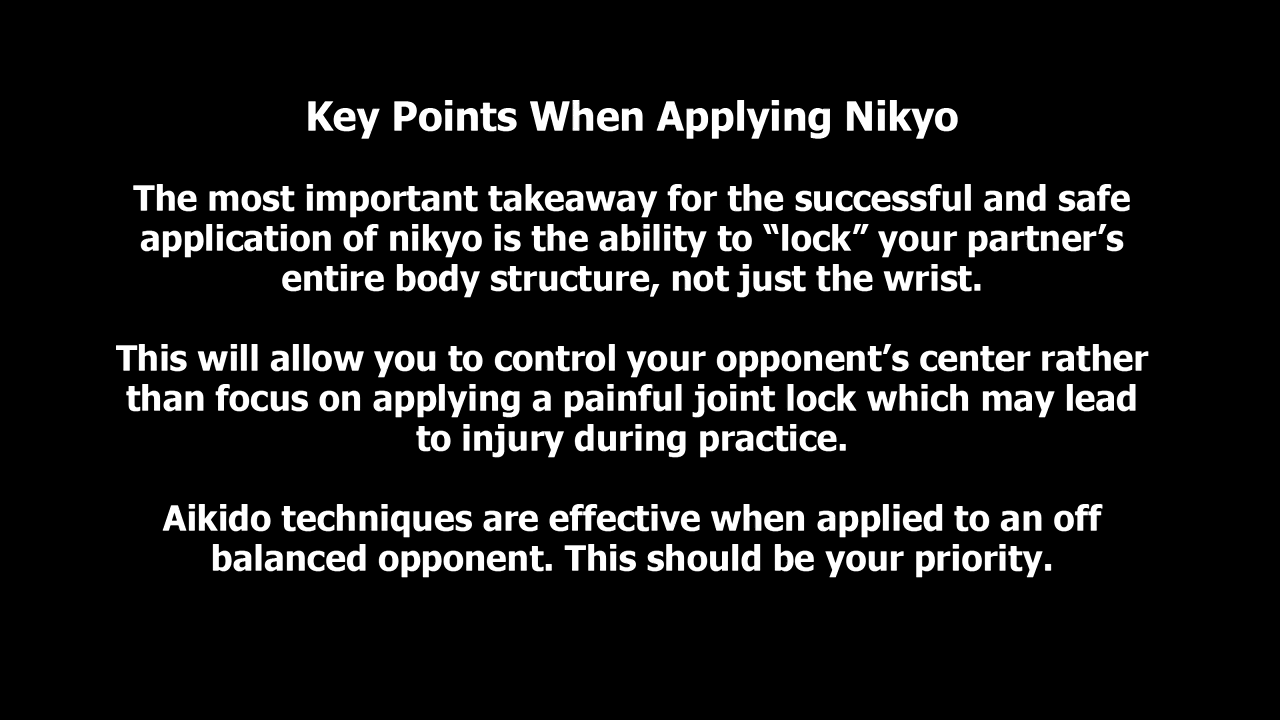 Key Points When Applying Nikyo
The most important takeaway for the successful and safe
application of nikyo is the ability to “lock” your partner’s
entire body structure, not just the wrist.
This will allow you to control your opponent’s center rather
than focus on applying a painful joint lock which may lead
to injury during practice.
Aikido techniques are effective when applied to an off
balanced opponent. This should be your priority.